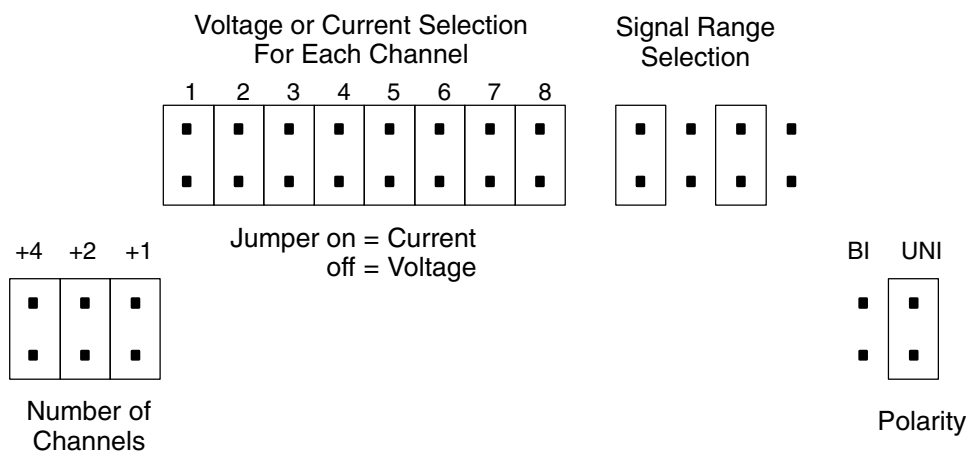 Voltage or Current Selection
For Each Channel
Signal Range
Selection
1 2 3 4 5 6 7 8
Jumper on = Current
off = Voltage
+4 +2 +1
BI UNI
Number of
Channels
Polarity